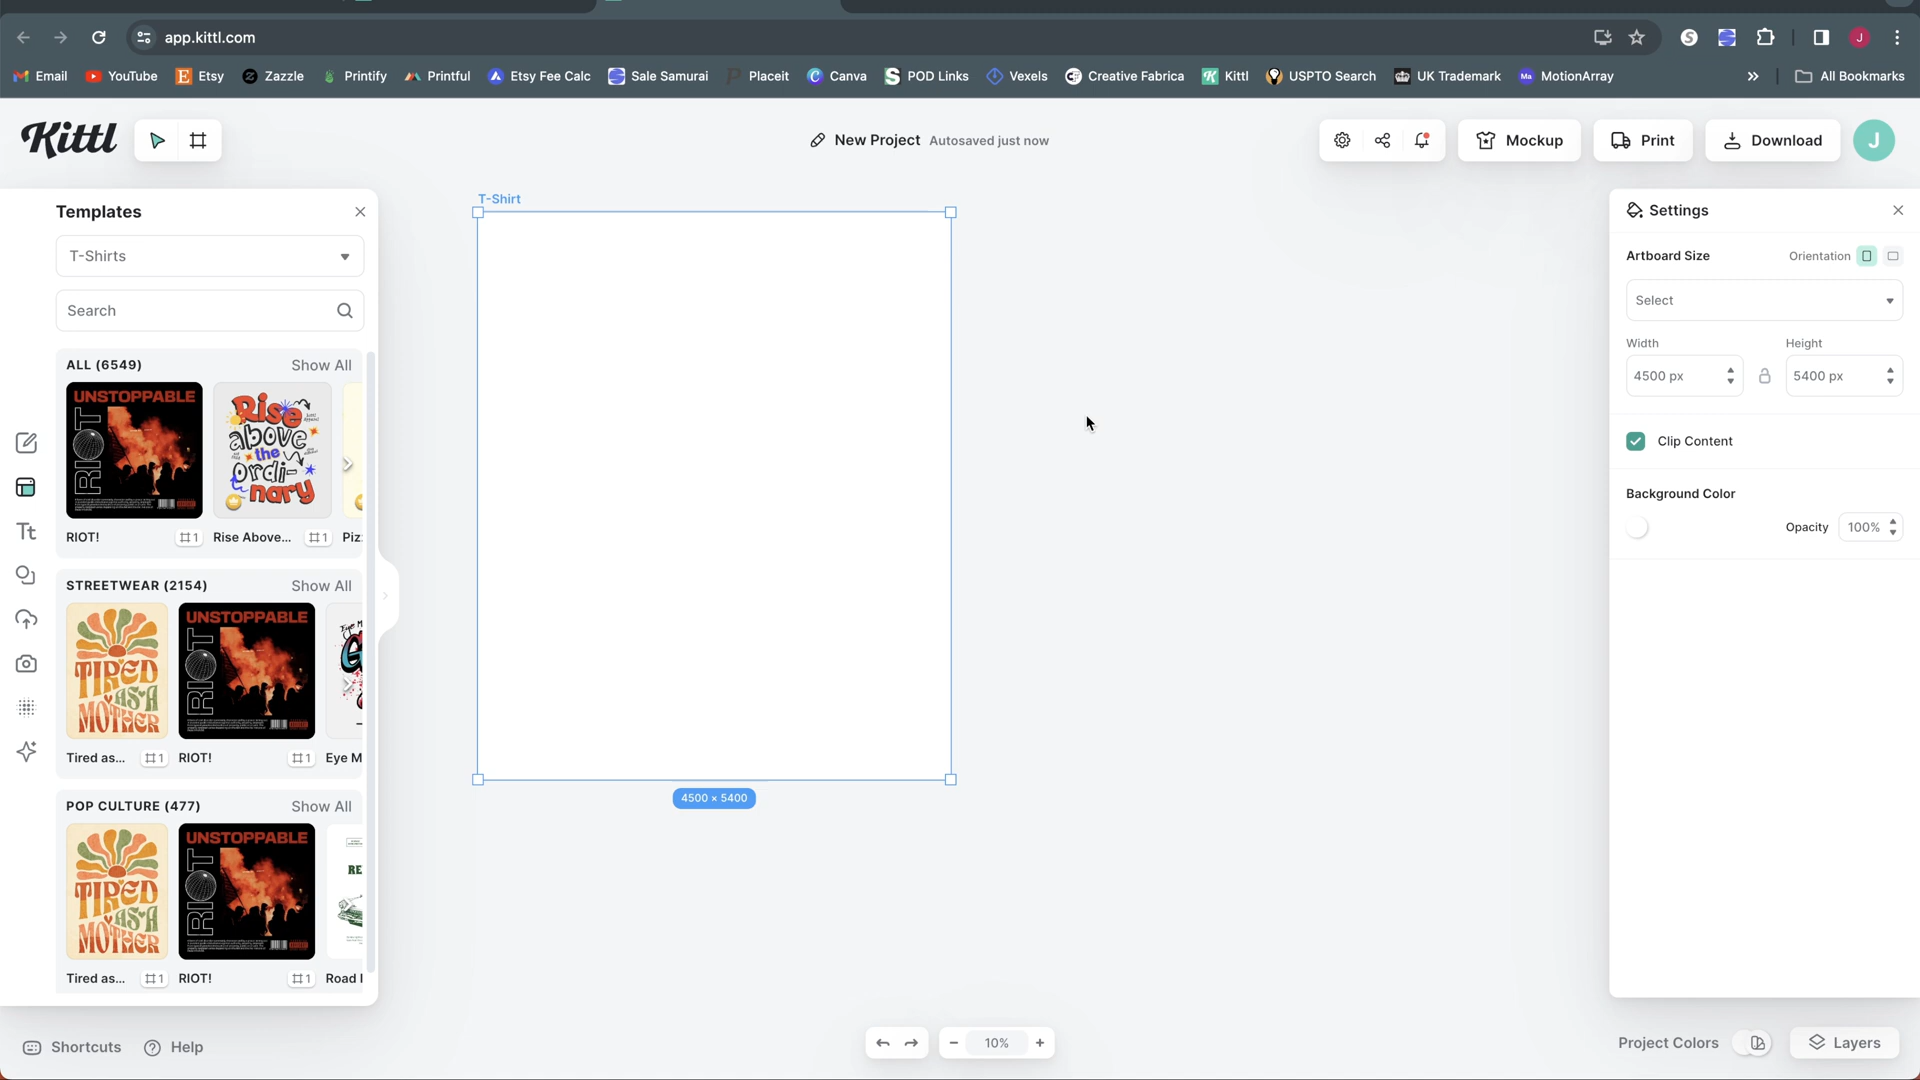 app.kittl.com
J
Email
YouTube
Etsy
Zazzle
Printify
Printful
Etsy Fee Calc
Sale Samurai
Placeit
Canva
POD Links
Vexels
Creative Fabrica
Kittl
USPTO Search
UK Trademark
MotionArray
All Bookmarks
Kittl
New Project Autosaved just now
Mockup
Print
Download
J
Templates
T-Shirts
Search
ALL (6549) Show All
UNSTOPPABLE
RIOT
Rise
above
the
ordi-
nary
RIOT! 1
Rise Above... 1
Piz
STREETWEAR (2154) Show All
TIRED
AS·A
MOTHER
UNSTOPPABLE
RIOT
Tired as... 1
RIOT! 1
Eye M
POP CULTURE (477) Show All
TIRED
AS·A
MOTHER
UNSTOPPABLE
RIOT
RE
Tired as... 1
RIOT! 1
Road
Tt
T-Shirt
4500 × 5400
Settings
Artboard Size Orientation
Select
Width Height
4500 px 5400 px
Clip Content
Background Color
Opacity 100%
Shortcuts
Help
10%
Project Colors
Layers